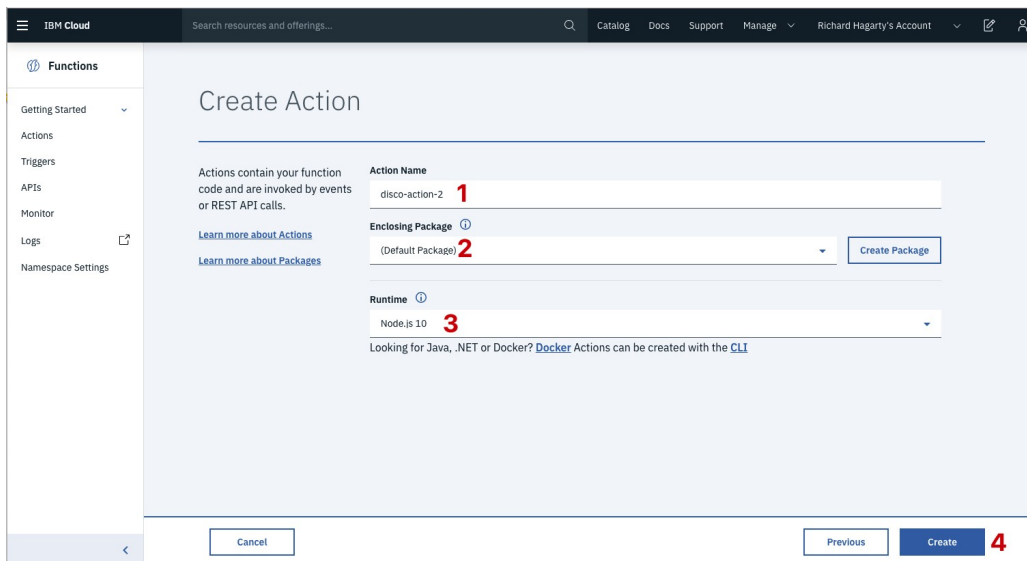 IBM Cloud
Search resources and offerings...
Catalog Docs Support Manage Richard Hagarty's Account
Functions
Getting Started
Actions
Triggers
APIs
Monitor
Logs
Namespace Settings
Create Action
Actions contain your function
code and are invoked by events
or REST API calls.
Learn more about Actions
Learn more about Packages
Action Name
disco-action-2 1
Enclosing Package
(Default Package) 2
Create Package
Runtime
Node.js 10 3
Looking for Java, .NET or Docker? Docker Actions can be created with the CLI
Cancel
Previous
Create 4